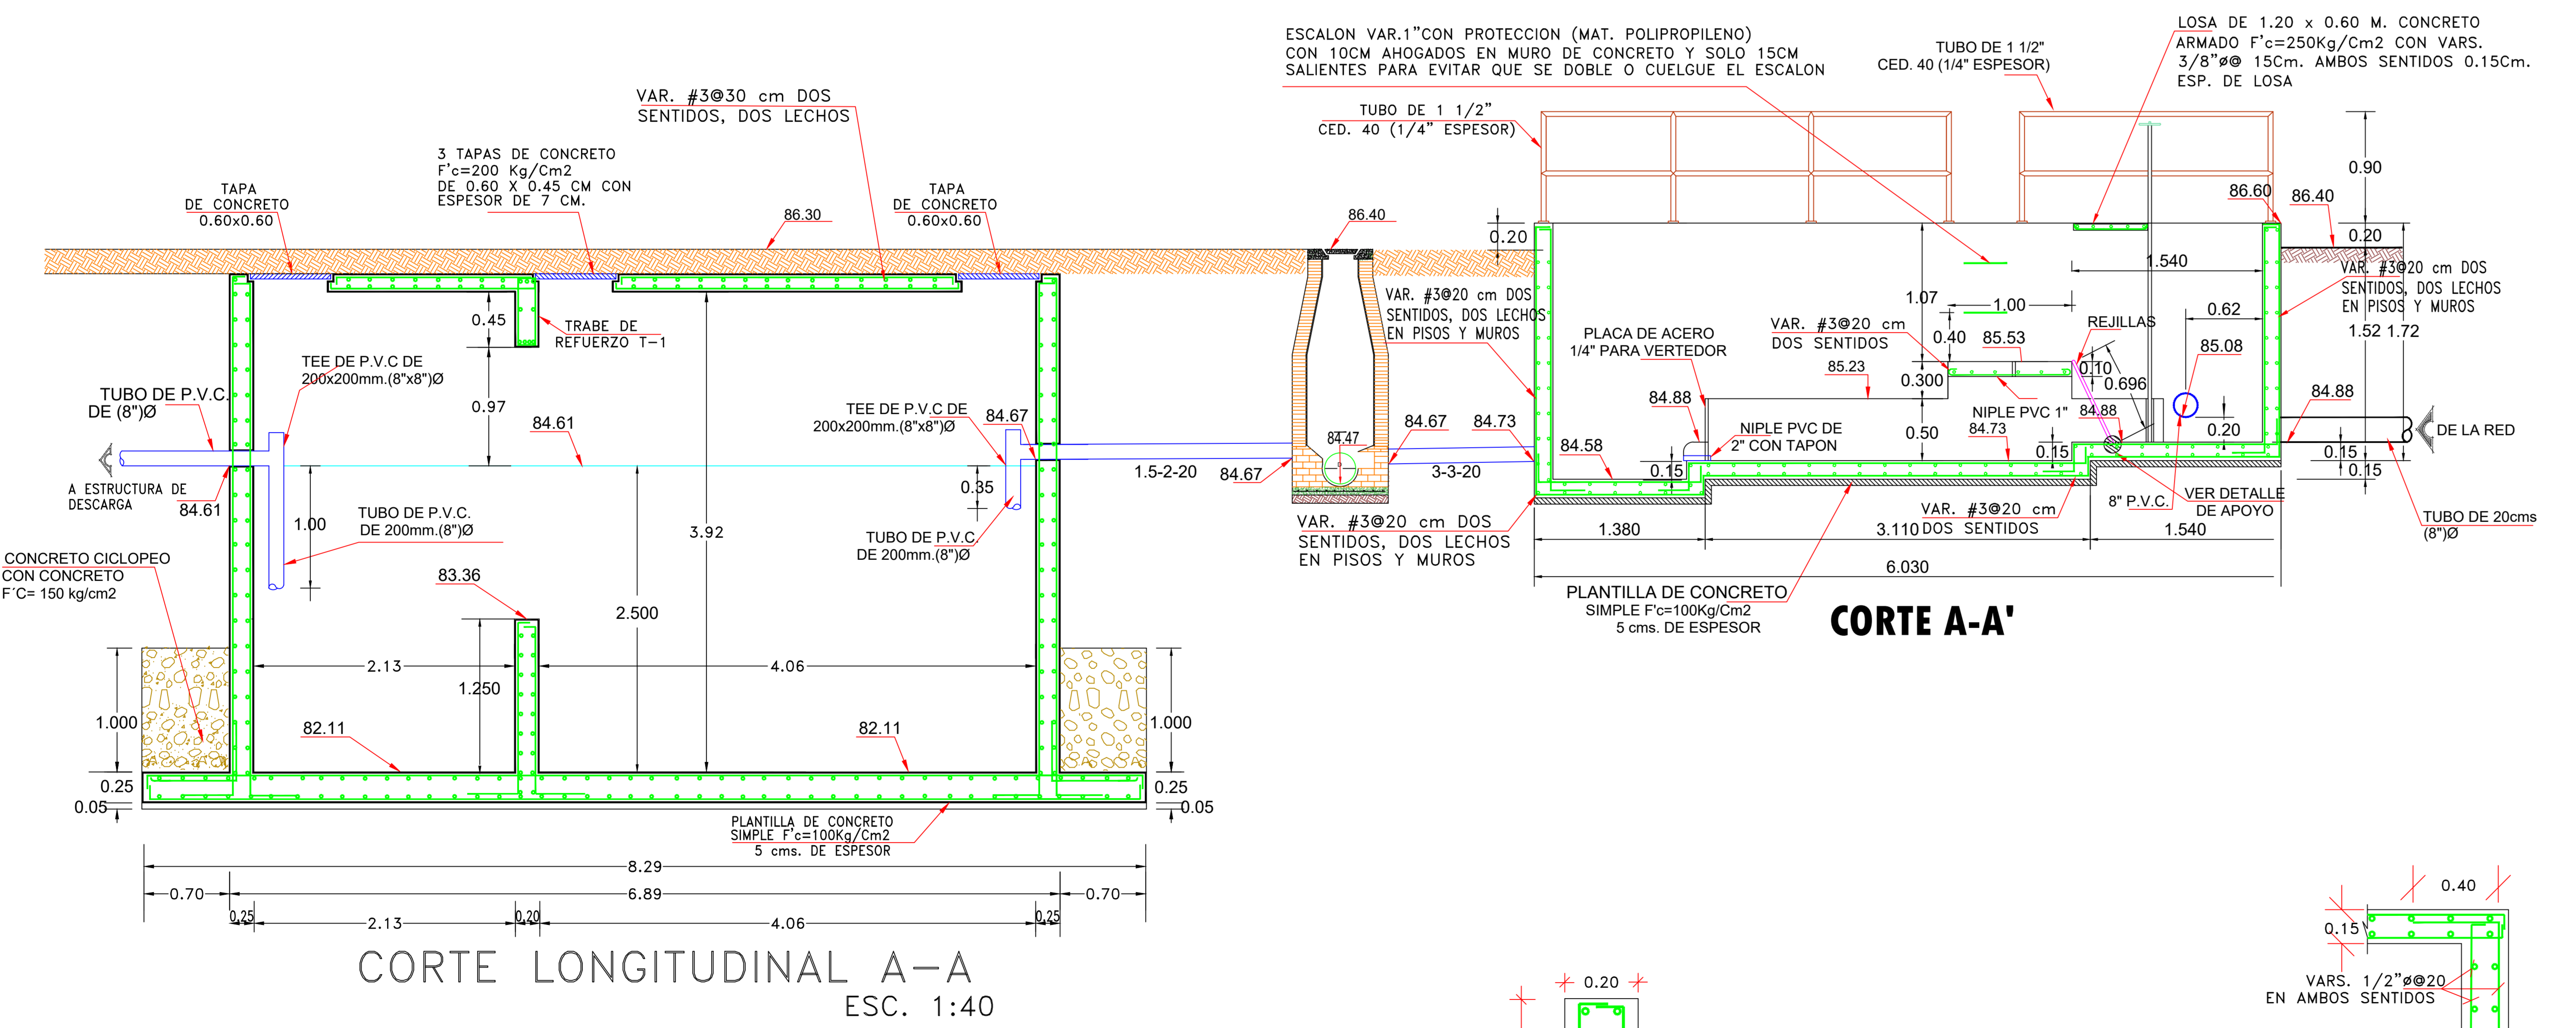 ESCALON VAR.1"CON PROTECCION (MAT. POLIPROPILENO)
CON 10CM AHOGADOS EN MURO DE CONCRETO Y SOLO 15CM
SALIENTES PARA EVITAR QUE SE DOBLE O CUELGUE EL ESCALON
TUBO DE 1 1/2"
CED. 40 (1/4" ESPESOR)
LOSA DE 1.20 x 0.60 M. CONCRETO
ARMADO F'c=250Kg/Cm2 CON VARS.
3/8"ø@ 15Cm. AMBOS SENTIDOS 0.15Cm.
ESP. DE LOSA
VAR. #3@30 cm DOS
SENTIDOS, DOS LECHOS
TUBO DE 1 1/2"
CED. 40 (1/4" ESPESOR)
3 TAPAS DE CONCRETO
F'c=200 Kg/Cm2
DE 0.60 X 0.45 CM CON
ESPESOR DE 7 CM.
TAPA
DE CONCRETO
0.60x0.60
TAPA
DE CONCRETO
0.60x0.60
86.30
86.40
0.20
86.60
86.40
0.90
0.20
1.540
VAR. #3@20 cm DOS
SENTIDOS, DOS LECHOS
EN PISOS Y MUROS
1.52
1.72
0.45
TRABE DE
REFUERZO T-1
VAR. #3@20 cm DOS
SENTIDOS, DOS LECHOS
EN PISOS Y MUROS
1.07
1.00
0.62
PLACA DE ACERO
1/4" PARA VERTEDOR
VAR. #3@20 cm
DOS SENTIDOS
0.40
85.53
REJILLAS
85.08
TEE DE P.V.C DE
200x200mm.(8"x8")Ø
85.23
0.300
0.10
0.696
TUBO DE P.V.C.
DE (8")Ø
0.97
84.61
TEE DE P.V.C DE
200x200mm.(8"x8")Ø
84.67
84.67
84.73
84.88
NIPLE PVC DE
2" CON TAPON
0.50
NIPLE PVC 1"
84.73
84.88
84.88
0.20
DE LA RED
84.47
1.5-2-20
84.67
3-3-20
84.58
0.15
0.15
0.15
0.15
A ESTRUCTURA DE
DESCARGA
84.61
1.00
TUBO DE P.V.C.
DE 200mm.(8")Ø
0.35
3.92
TUBO DE P.V.C.
DE 200mm.(8")Ø
VAR. #3@20 cm DOS
SENTIDOS, DOS LECHOS
EN PISOS Y MUROS
VAR. #3@20 cm
DOS SENTIDOS
8" P.V.C.
VER DETALLE
DE APOYO
TUBO DE 20cms
(8")Ø
1.380
3.110
1.540
6.030
CONCRETO CICLOPEO
CON CONCRETO
F´C= 150 kg/cm2
83.36
2.500
PLANTILLA DE CONCRETO
SIMPLE F'c=100Kg/Cm2
5 cms. DE ESPESOR
CORTE A-A'
2.13
4.06
1.250
1.000
82.11
82.11
1.000
0.25
0.05
0.25
0.05
PLANTILLA DE CONCRETO
SIMPLE F'c=100Kg/Cm2
5 cms. DE ESPESOR
8.29
0.70
6.89
0.70
0.25
2.13
0.20
4.06
0.25
CORTE LONGITUDINAL A-A
ESC. 1:40
0.40
0.15
VARS. 1/2"ø@20
EN AMBOS SENTIDOS
0.20